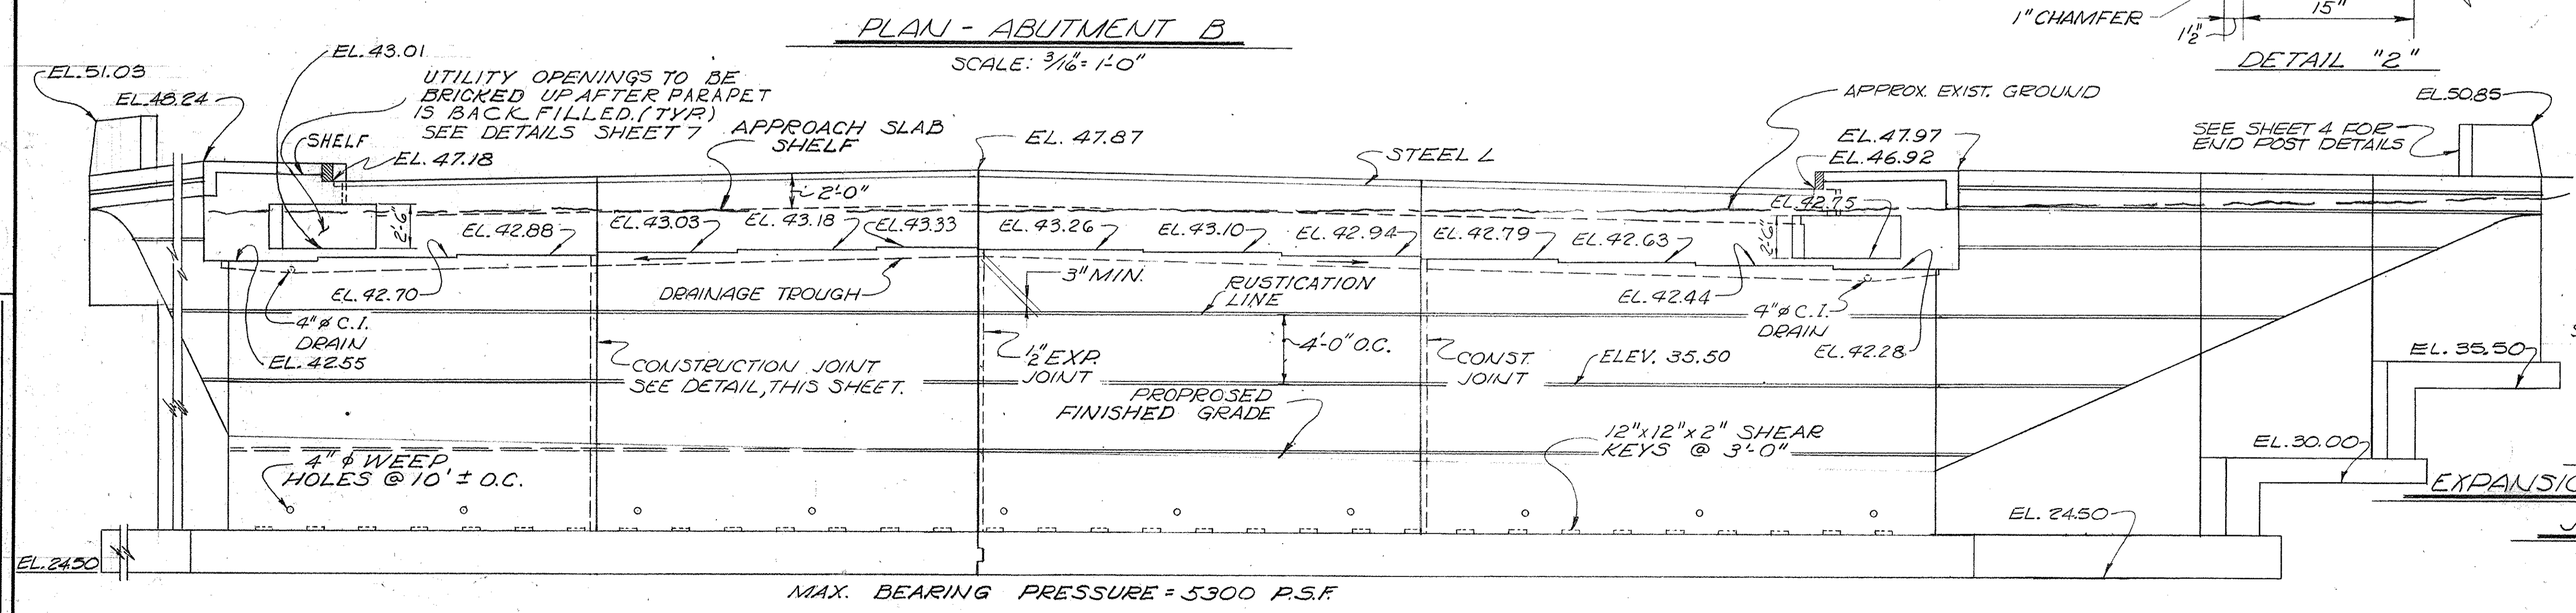 PLAN - ABUTMENT B
SCALE: 3/16"= 1'-0"
1" CHAMFER
1 1/2"
15"
DETAIL "2"
EL. 51.03
EL. 48.24
EL. 43.01
UTILITY OPENINGS TO BE
BRICKED UP AFTER PARAPET
IS BACK FILLED. (TYP.)
SEE DETAILS SHEET 7
SHELF
EL. 47.18
APPROACH SLAB
SHELF
EL. 47.87
STEEL L
APPROX. EXIST. GROUND
EL. 47.97
EL. 46.92
SEE SHEET 4 FOR
END POST DETAILS
EL. 50.85
2'-0"
2'-6"
EL. 42.88
EL. 43.03
EL. 43.18
EL. 43.33
EL. 43.26
EL. 43.10
EL. 42.94
EL. 42.79
EL. 42.63
2'-6"
EL. 42.75
EL. 42.70
DRAINAGE TROUGH
3" MIN.
RUSTICATION
LINE
EL. 42.44
4" φ C.I.
DRAIN
EL. 42.28
4" φ C.I.
DRAIN
EL. 42.55
CONSTRUCTION JOINT
SEE DETAIL, THIS SHEET.
1/2" EXP.
JOINT
4'-0" O.C.
CONST.
JOINT
ELEV. 35.50
EL. 35.50
PROPROSED
FINISHED GRADE
12"x12"x2" SHEAR
KEYS @ 3'-0"
EL. 30.00
4" φ WEEP
HOLES @ 10' ± O.C.
EXPANSIO
J
EL. 24.50
EL. 24.50
MAX. BEARING PRESSURE = 5300 P.S.F.